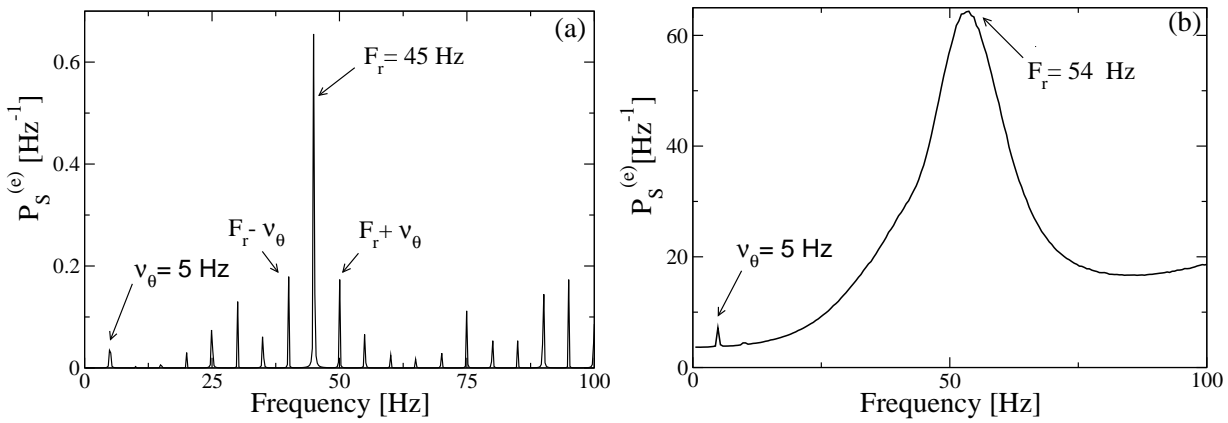 (a)
F_r= 45 Hz
F_r- ν_θ
F_r+ ν_θ
ν_θ= 5 Hz
P_S^(e) [Hz^-1]
0.6
0.4
0.2
0
0 25 50 75 100
Frequency [Hz]
(b)
F_r= 54 Hz
ν_θ= 5 Hz
P_S^(e) [Hz^-1]
60
40
20
0
0 50 100
Frequency [Hz]